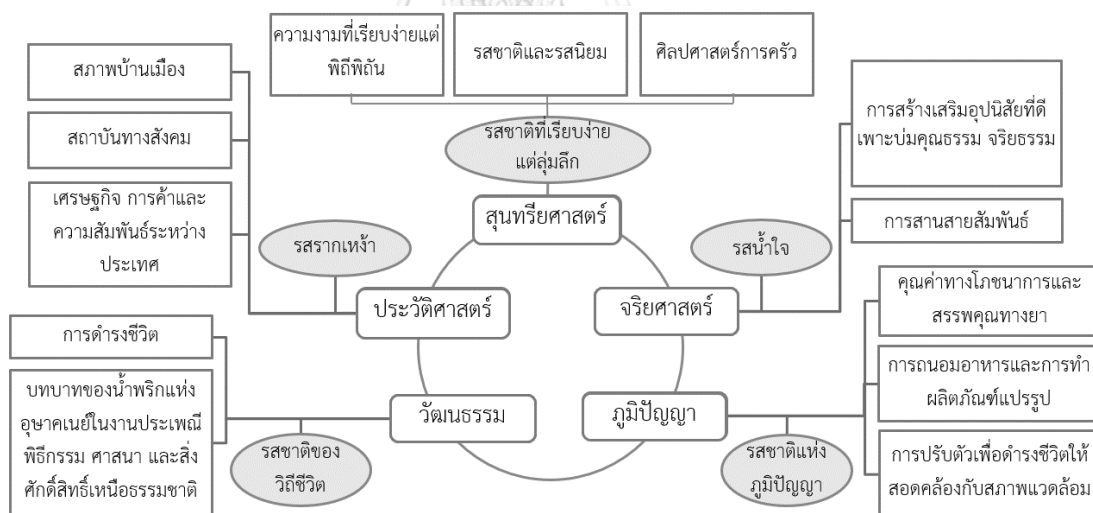 ความงามที่เรียบง่ายแต่
พิถีพิถัน
รสชาติและรสนิยม
ศิลปศาสตร์การครัว
รสชาติที่เรียบง่าย
แต่ลุ่มลึก
สุนทรียศาสตร์
สภาพบ้านเมือง
สถาบันทางสังคม
เศรษฐกิจ การค้าและ
ความสัมพันธ์ระหว่าง
ประเทศ
รสรากเหง้า
ประวัติศาสตร์
การสร้างเสริมอุปนิสัยที่ดี
เพาะบ่มคุณธรรม จริยธรรม
การสานสายสัมพันธ์
รสน้ำใจ
จริยศาสตร์
การดำรงชีวิต
บทบาทของน้ำพริกแห่ง
อุษาคเนย์ในงานประเพณี
พิธีกรรม ศาสนา และสิ่ง
ศักดิ์สิทธิ์เหนือธรรมชาติ
รสชาติของ
วิถีชีวิต
วัฒนธรรม
คุณค่าทางโภชนาการและ
สรรพคุณทางยา
การถนอมอาหารและการทำ
ผลิตภัณฑ์แปรรูป
การปรับตัวเพื่อดำรงชีวิตให้
สอดคล้องกับสภาพแวดล้อม
รสชาติแห่ง
ภูมิปัญญา
ภูมิปัญญา